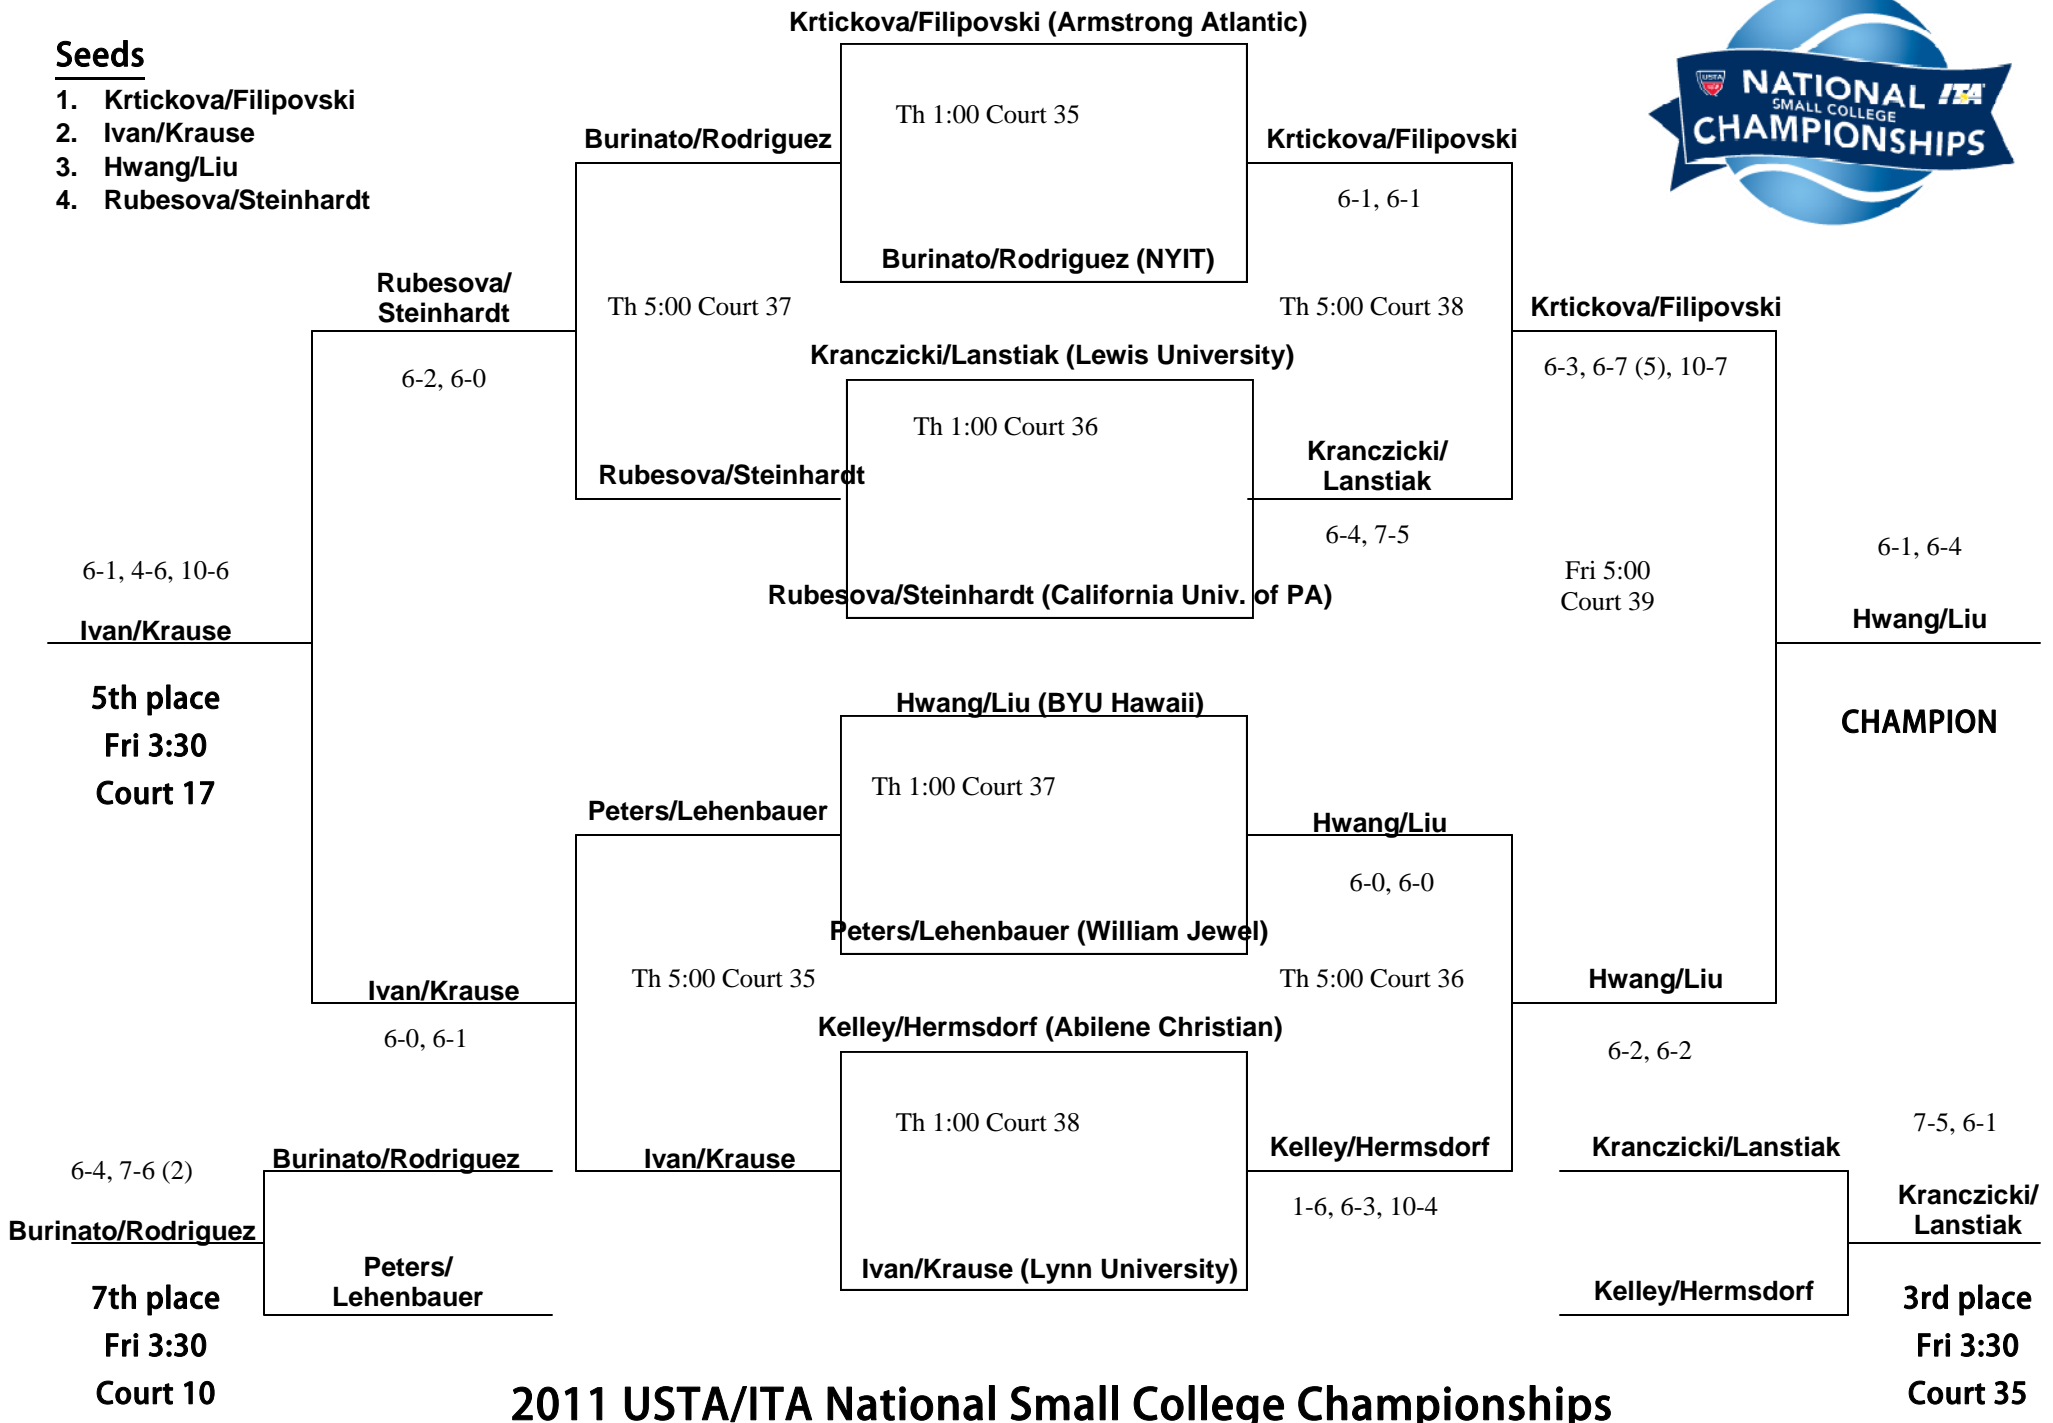 Krtickova/Filipovski (Armstrong Atlantic)
Seeds
1. Krtickova/Filipovski
2. Ivan/Krause
3. Hwang/Liu
4. Rubesova/Steinhardt
USTA
NATIONAL ITA
SMALL COLLEGE
CHAMPIONSHIPS
Th 1:00 Court 35
Burinato/Rodriguez
Krtickova/Filipovski
6-1, 6-1
Burinato/Rodriguez (NYIT)
Rubesova/
Steinhardt
Th 5:00 Court 37
Th 5:00 Court 38
Krtickova/Filipovski
Kranczicki/Lanstiak (Lewis University)
6-2, 6-0
6-3, 6-7 (5), 10-7
Th 1:00 Court 36
Rubesova/Steinhardt
Kranczicki/
Lanstiak
6-4, 7-5
6-1, 4-6, 10-6
Rubesova/Steinhardt (California Univ. of PA)
Fri 5:00
Court 39
6-1, 6-4
Ivan/Krause
Hwang/Liu
5th place
Fri 3:30
Court 17
Hwang/Liu (BYU Hawaii)
CHAMPION
Th 1:00 Court 37
Peters/Lehenbauer
Hwang/Liu
6-0, 6-0
Peters/Lehenbauer (William Jewel)
Ivan/Krause
Th 5:00 Court 35
Th 5:00 Court 36
Hwang/Liu
6-0, 6-1
Kelley/Hermsdorf (Abilene Christian)
6-2, 6-2
Th 1:00 Court 38
7-5, 6-1
6-4, 7-6 (2)
Burinato/Rodriguez
Ivan/Krause
Kelley/Hermsdorf
Kranczicki/Lanstiak
1-6, 6-3, 10-4
Kranczicki/
Lanstiak
Burinato/Rodriguez
Peters/
Lehenbauer
Ivan/Krause (Lynn University)
Kelley/Hermsdorf
7th place
Fri 3:30
Court 10
3rd place
Fri 3:30
Court 35
2011 USTA/ITA National Small College Championships